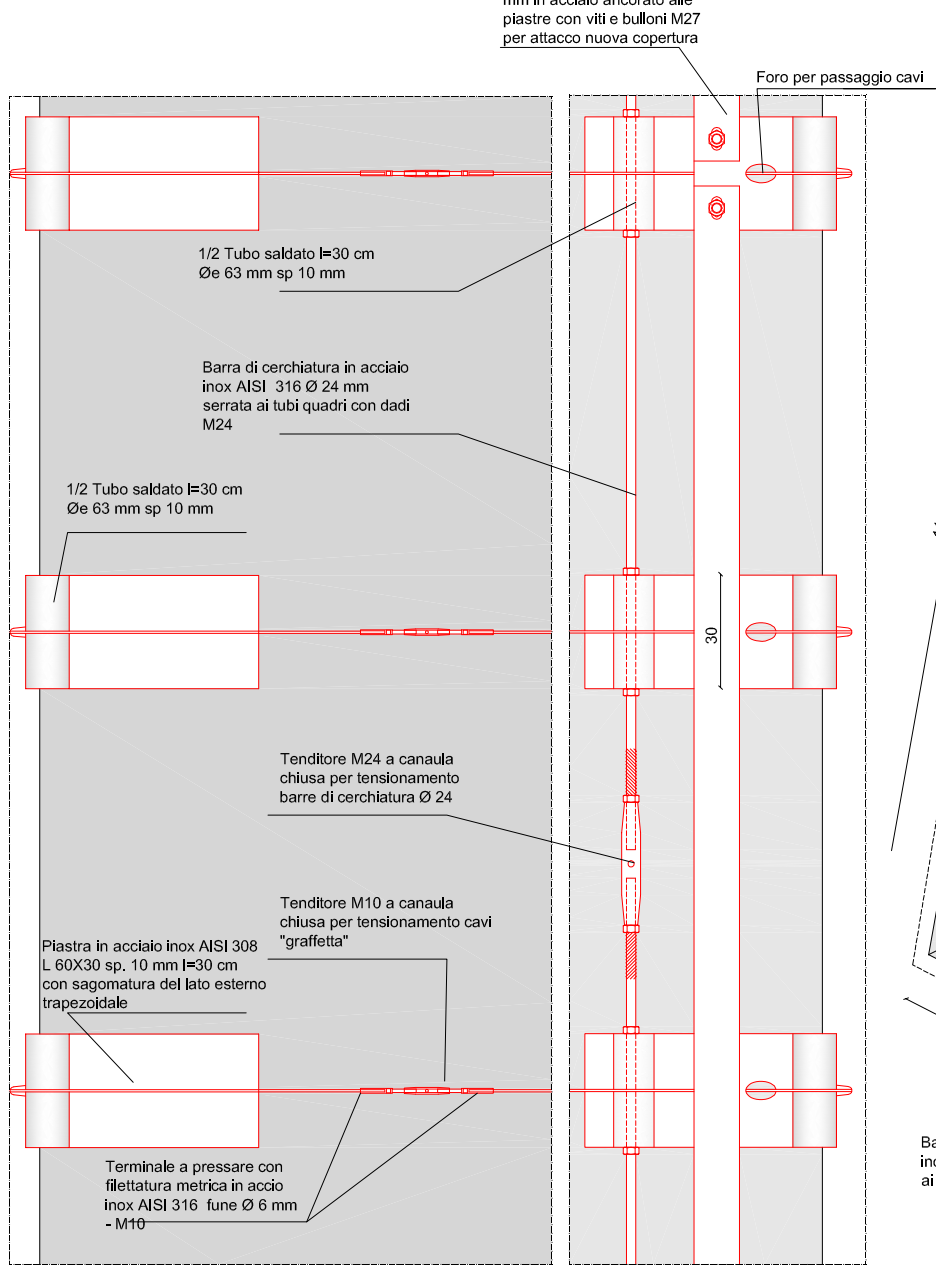 mm in acciaio ancorato alle
piastre con viti e bulloni M27
per attacco nuova copertura
Foro per passaggio cavi
1/2 Tubo saldato l=30 cm
Øe 63 mm sp 10 mm
Barra di cerchiatura in acciaio
inox AISI 316 Ø 24 mm
serrata ai tubi quadri con dadi
M24
1/2 Tubo saldato l=30 cm
Øe 63 mm sp 10 mm
30
Tenditore M24 a canaula
chiusa per tensionamento
barre di cerchiatura Ø 24
Tenditore M10 a canaula
chiusa per tensionamento cavi
"graffetta"
Piastra in acciaio inox AISI 308
L 60X30 sp. 10 mm l=30 cm
con sagomatura del lato esterno
trapezoidale
Terminale a pressare con
filettatura metrica in accio
inox AISI 316 fune Ø 6 mm
- M10
ai